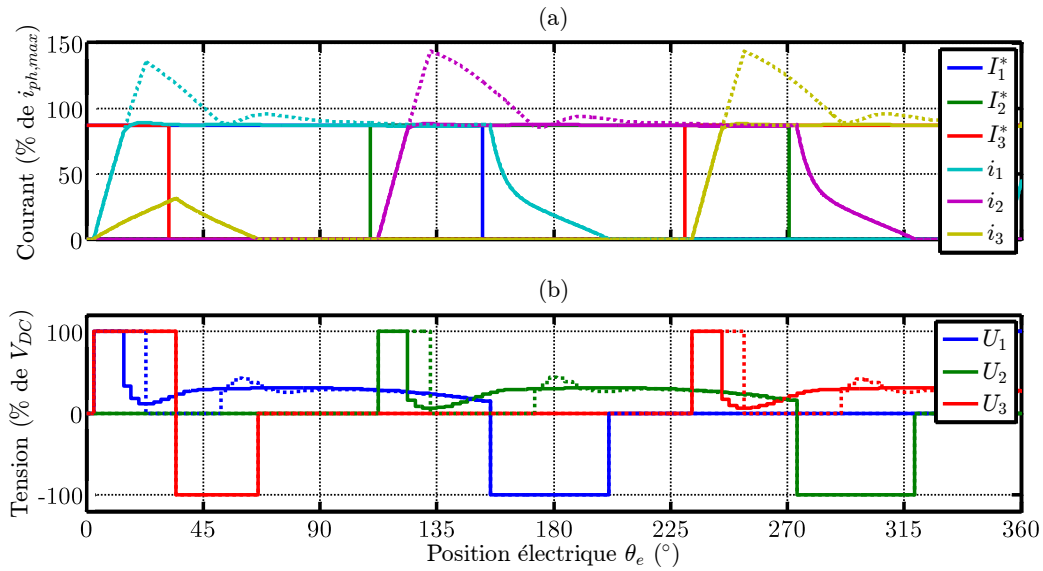 (a)
Courant (% de i_{ph,max})
150
100
50
0
I_1^*
I_2^*
I_3^*
i_1
i_2
i_3
(b)
Tension (% de V_{DC})
100
0
-100
U_1
U_2
U_3
0 45 90 135 180 225 270 315 360
Position électrique θ_e (°)